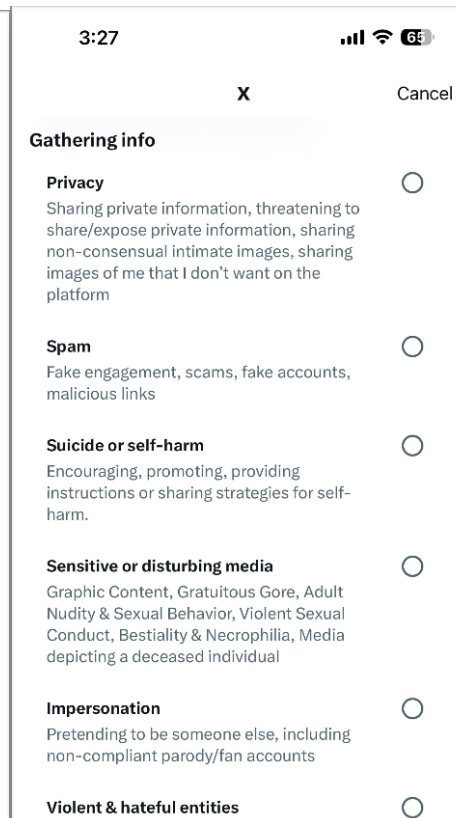 3:27
65
X
Cancel
Gathering info
Privacy
Sharing private information, threatening to
share/expose private information, sharing
non-consensual intimate images, sharing
images of me that I don't want on the
platform
Spam
Fake engagement, scams, fake accounts,
malicious links
Suicide or self-harm
Encouraging, promoting, providing
instructions or sharing strategies for self-
harm.
Sensitive or disturbing media
Graphic Content, Gratuitous Gore, Adult
Nudity & Sexual Behavior, Violent Sexual
Conduct, Bestiality & Necrophilia, Media
depicting a deceased individual
Impersonation
Pretending to be someone else, including
non-compliant parody/fan accounts
Violent & hateful entities